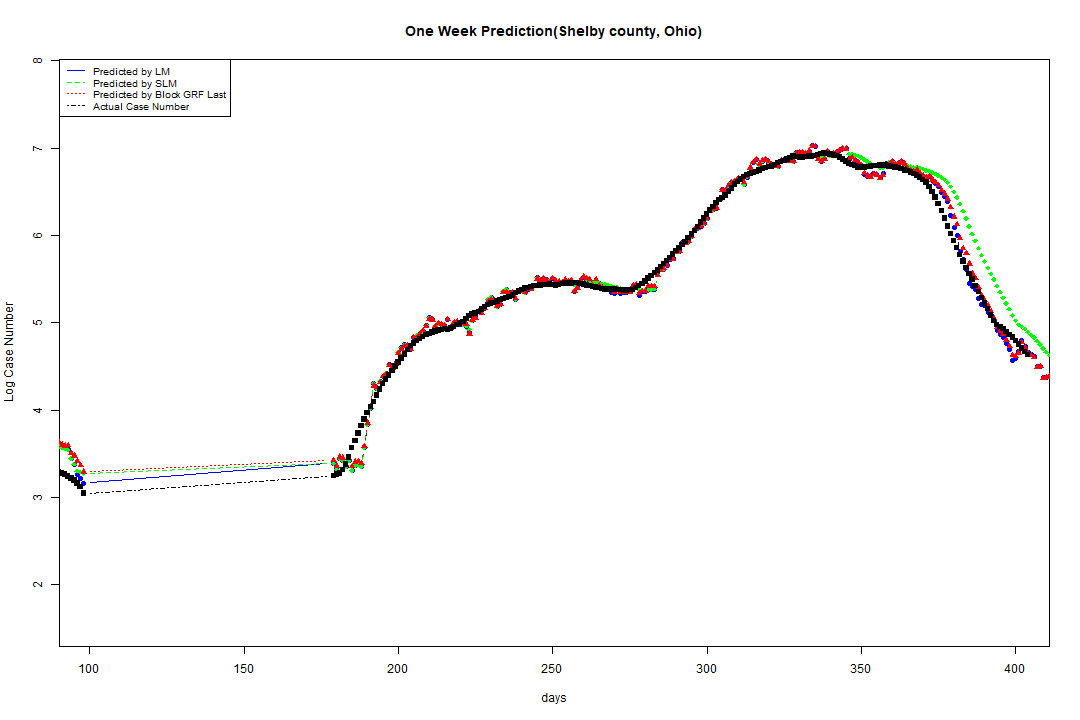 One Week Prediction(Shelby county, Ohio)
Predicted by LM
Predicted by SLM
Predicted by Block GRF Last
Actual Case Number
8
7
6
5
4
3
2
Log Case Number
100 150 200 250 300 350 400
days